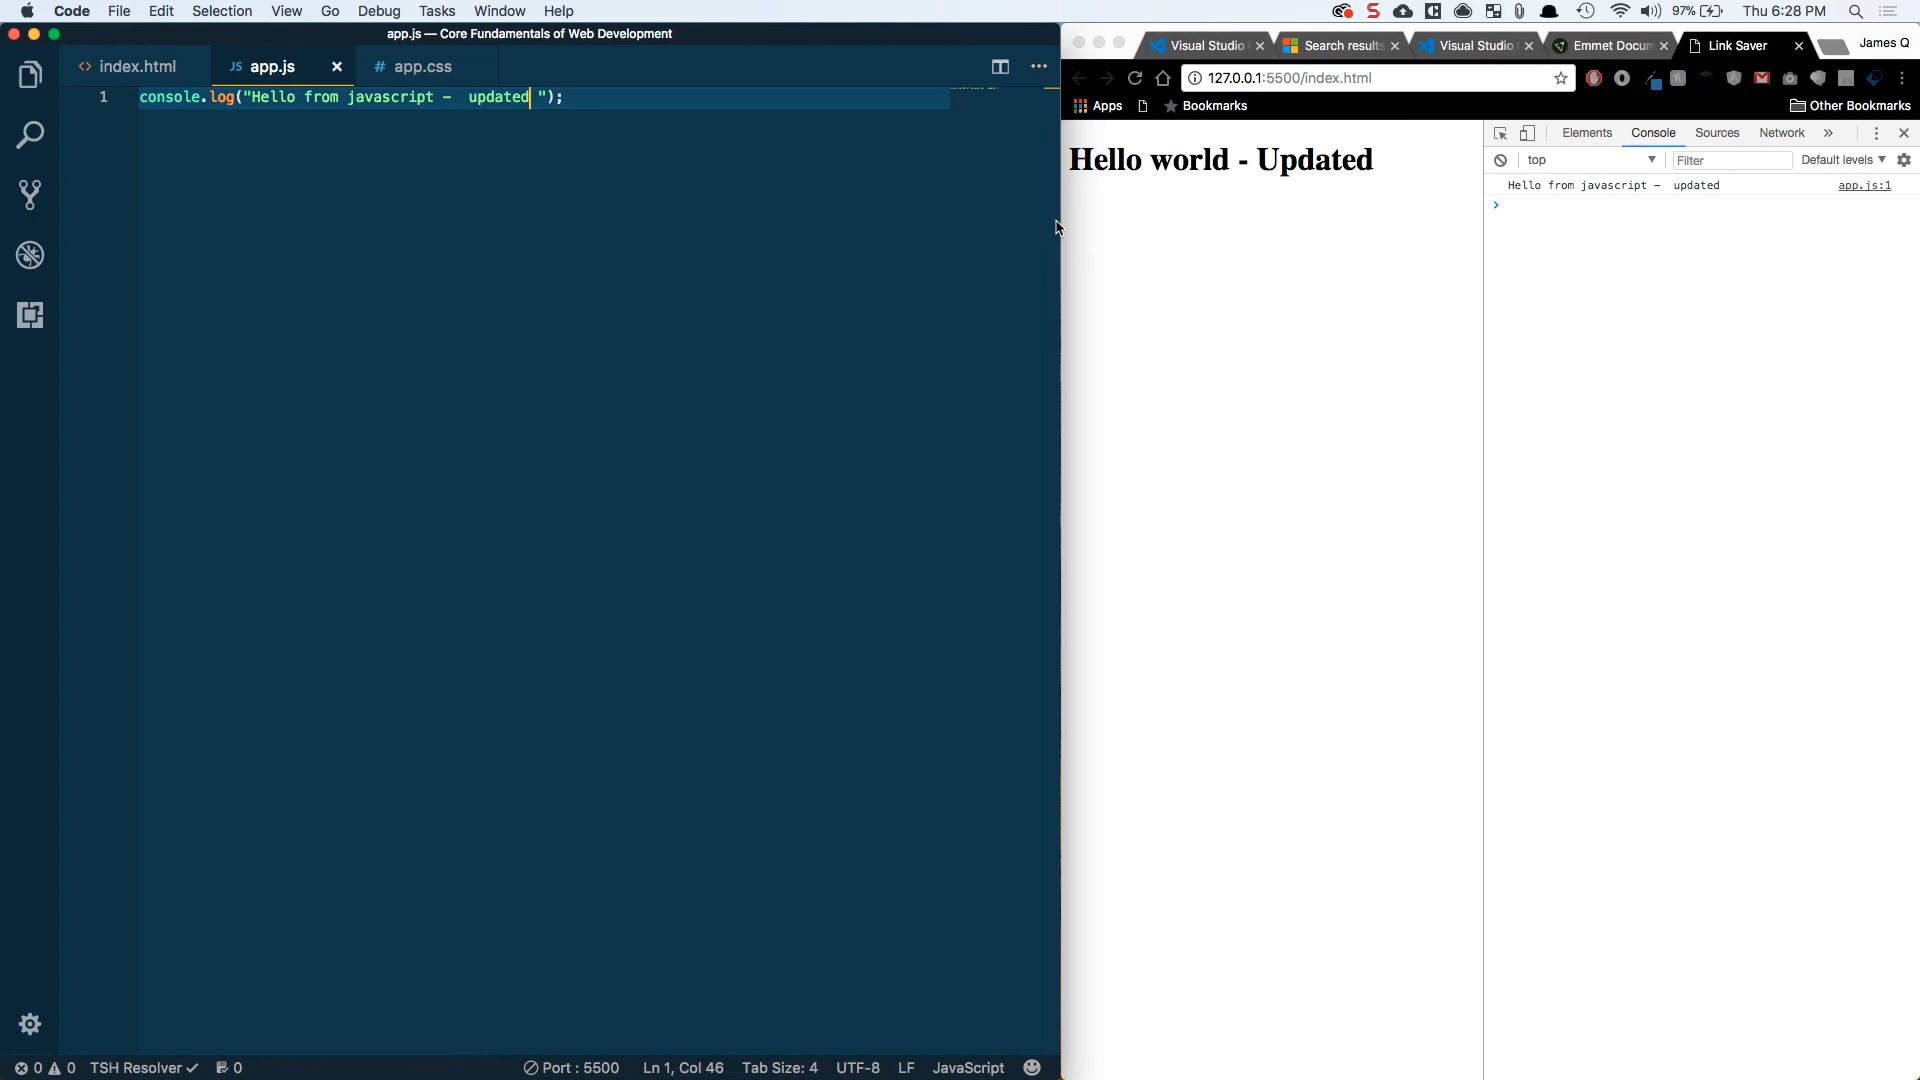 Code File Edit Selection View Go Debug Tasks Window Help
97% Thu 6:28 PM
app.js — Core Fundamentals of Web Development
<> index.html JS app.js × # app.css
1 console.log("Hello from javascript -  updated ");
Visual Studio Search results Visual Studio Emmet Docum Link Saver James Q
127.0.0.1:5500/index.html
Apps Bookmarks Other Bookmarks
Hello world - Updated
Elements Console Sources Network »
top Filter Default levels
Hello from javascript -  updated app.js:1
>
0 0 TSH Resolver 0 Port : 5500 Ln 1, Col 46 Tab Size: 4 UTF-8 LF JavaScript